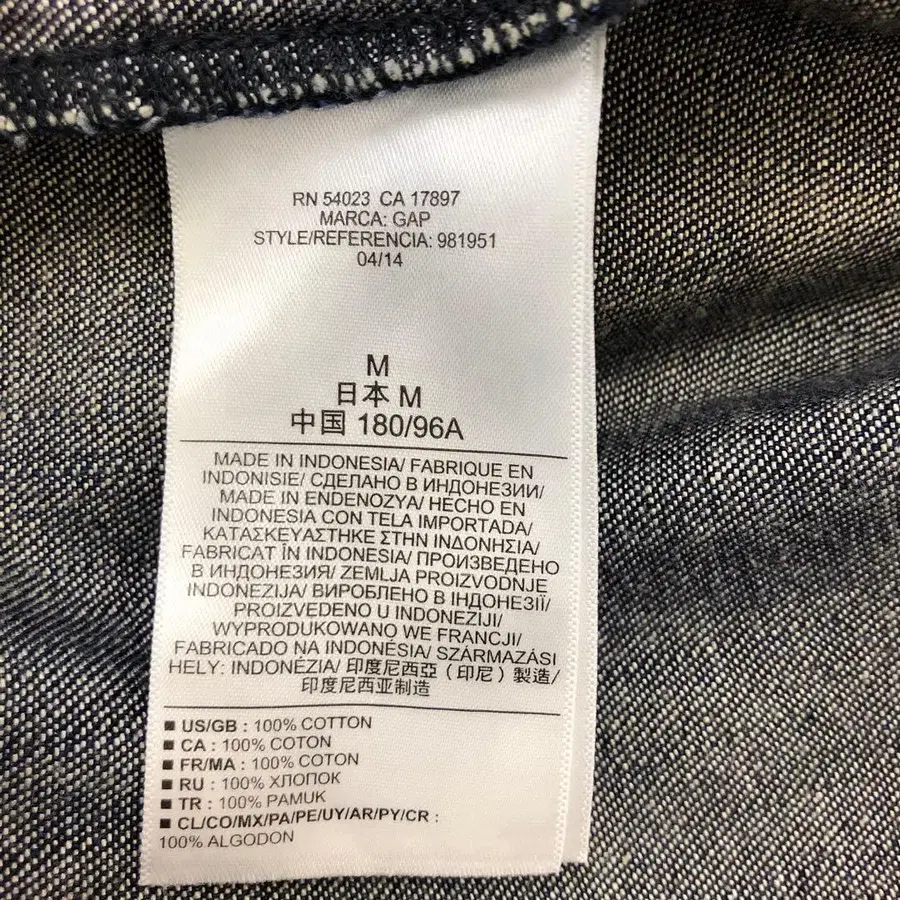 RN 54023 CA 17897
MARCA: GAP
STYLE/REFERENCIA: 981951
04/14
M
日本 M
中国 180/96A
MADE IN INDONESIA/ FABRIQUE EN
INDONISIE/ СДЕЛАНО В ИНДОНЕЗИИ/
MADE IN ENDENOZYA/ HECHO EN
INDONESIA CON TELA IMPORTADA/
ΚΑΤΑΣΚΕΥΑΣΤΗΚΕ ΣΤΗΝ ΙΝΔΟΝΗΣΙΑ/
FABRICAT ÎN INDONESIA/ ПРОИЗВЕДЕНО
В ИНДОНЕЗИЯ/ ZEMLJA PROIZVODNJE
INDONEZIJA/ ВИРОБЛЕНО В ІНДОНЕЗІЇ/
PROIZVEDENO U INDONEZIJI/
WYPRODUKOWANO WE FRANCJI/
FABRICADO NA INDONÉSIA/ SZÁRMAZÁSI
HELY: INDONÉZIA/ 印度尼西亞（印尼）製造/
印度尼西亚制造
■ US/GB : 100% COTTON
■ CA : 100% COTON
■ FR/MA : 100% COTON
■ RU : 100% ХЛОПОК
■ TR : 100% PAMUK
■ CL/CO/MX/PA/PE/UY/AR/PY/CR :
100% ALGODON